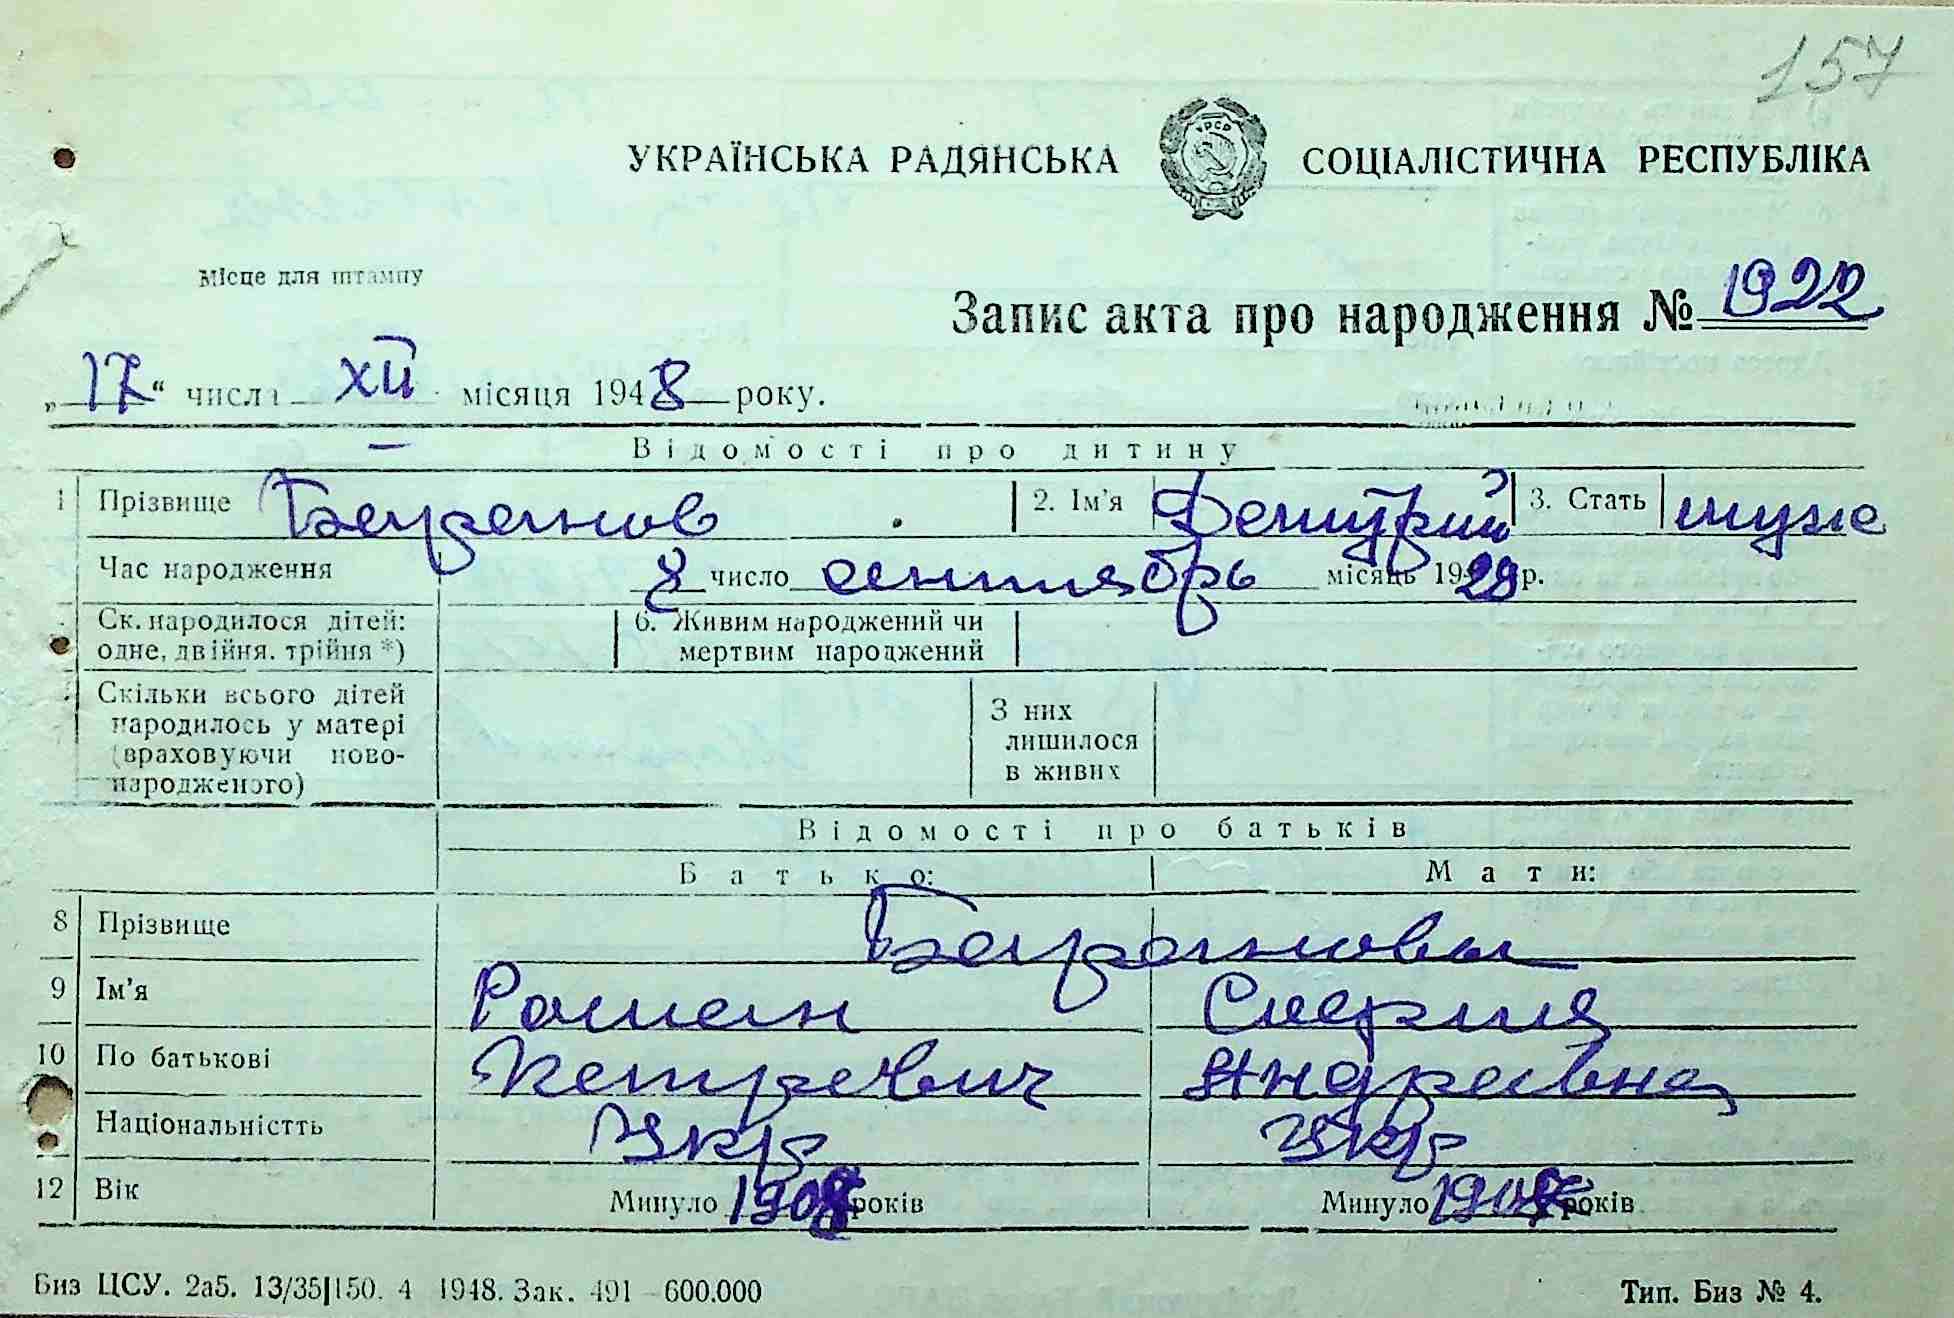 157
УКРАЇНСЬКА РАДЯНСЬКА СОЦІАЛІСТИЧНА РЕСПУБЛІКА
Місце для штампу
Запис акта про народження № 1922
„17“ числа XII місяця 1948 року.
Відомості про дитину
1 Прізвище Баранов 2. Ім’я Дмитрий 3. Стать муж
Час народження 8 число сентябрь місяць 1929 р.
Ск. народилося дітей: одне, двійня, трійня *) 6. Живим народжений чи мертвим народжений
Скільки всього дітей народилось у матері (враховуючи новонародженого) З них лишилося в живих
Відомості про батьків
Батько: Мати:
8 Прізвище Барановы
9 Ім’я Роман Мария
10 По батькові Петрович Андреевна
Національністть Укр Укр
12 Вік Минуло 1908 років Минуло 1908 років
Биз ЦСУ. 2а5. 13/35|150. 4 1948. Зак. 491 – 600.000 Тип. Биз № 4.